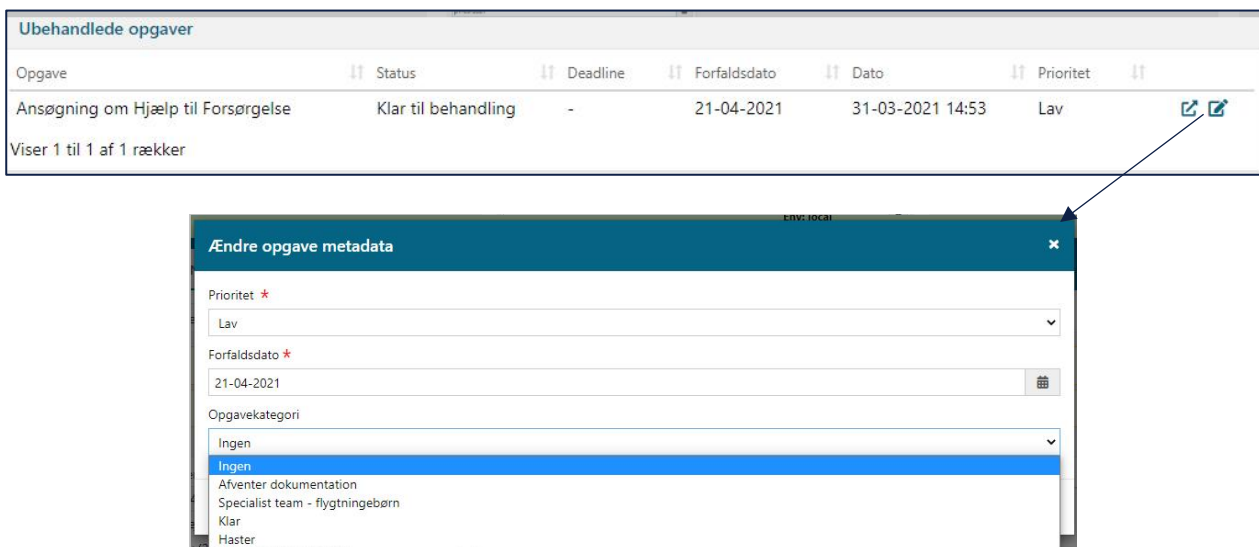 Ubehandlede opgaver
Opgave Status Deadline Forfaldsdato Dato Prioritet
Ansøgning om Hjælp til Forsørgelse Klar til behandling - 21-04-2021 31-03-2021 14:53 Lav
Viser 1 til 1 af 1 rækker
Env: local
Ændre opgave metadata ×
Prioritet *
Lav
Forfaldsdato *
21-04-2021
Opgavekategori
Ingen
Ingen
Afventer dokumentation
Specialist team - flygtningebørn
Klar
Haster